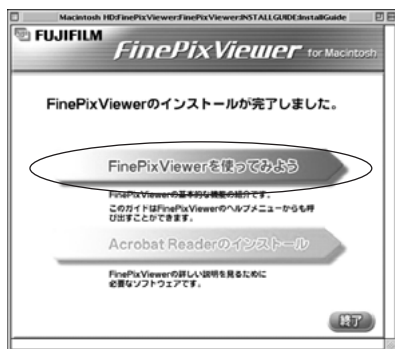 Macintosh HD:FinePixViewer:FinePixViewer:INSTALLGUIDE:InstallGuide
FUJIFILM
FinePixViewer for Macintosh
FinePixViewerのインストールが完了しました。
FinePixViewerを使ってみよう
FinePixViewerの基本的な機能の紹介です。
このガイドはFinePixViewerのヘルプメニューからも呼
び出すことができます。
Acrobat Readerのインストール
FinePixViewerの詳しい説明を見るために
必要なソフトウェアです。
終了